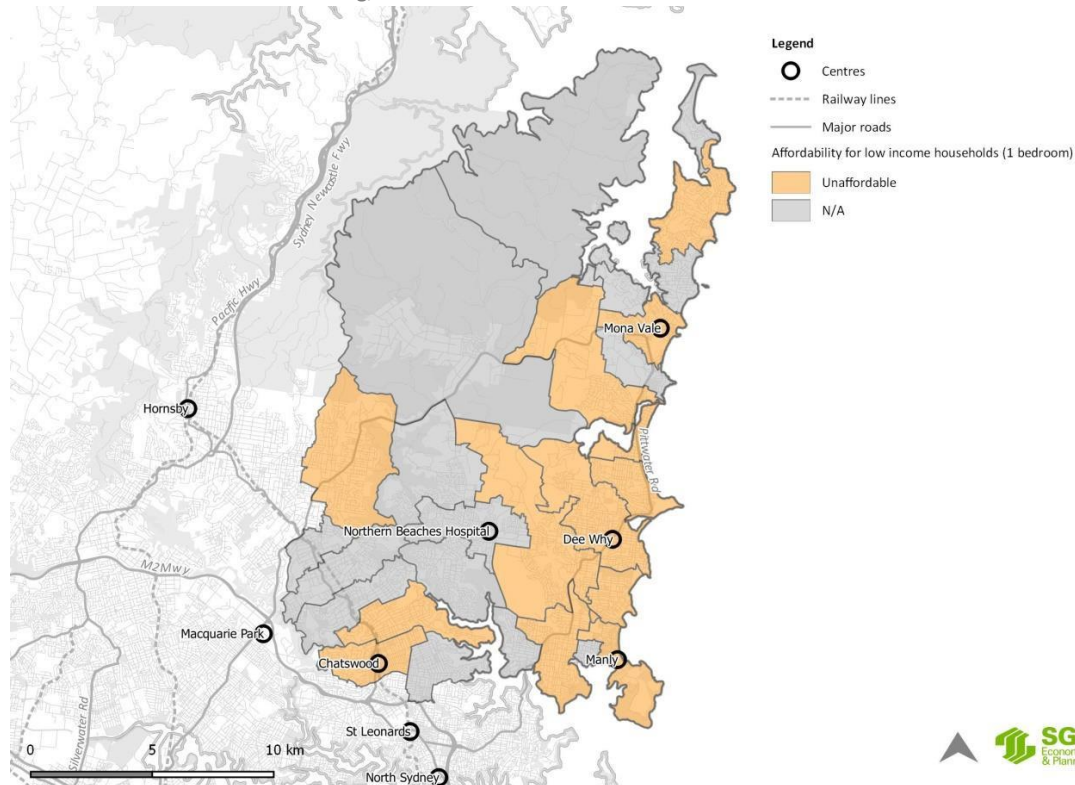 Legend
Centres
Railway lines
Major roads
Affordability for low income households (1 bedroom)
Unaffordable
N/A
Sydney Newcastle Fwy
Pacific Hwy
Mona Vale
Hornsby
Pittwater Rd
Northern Beaches Hospital
Dee Why
M2Mwy
Macquarie Park
Chatswood
Manly
St Leonards
North Sydney
Silverwater Rd
0 5 10 km
SG
Econo
& Plann